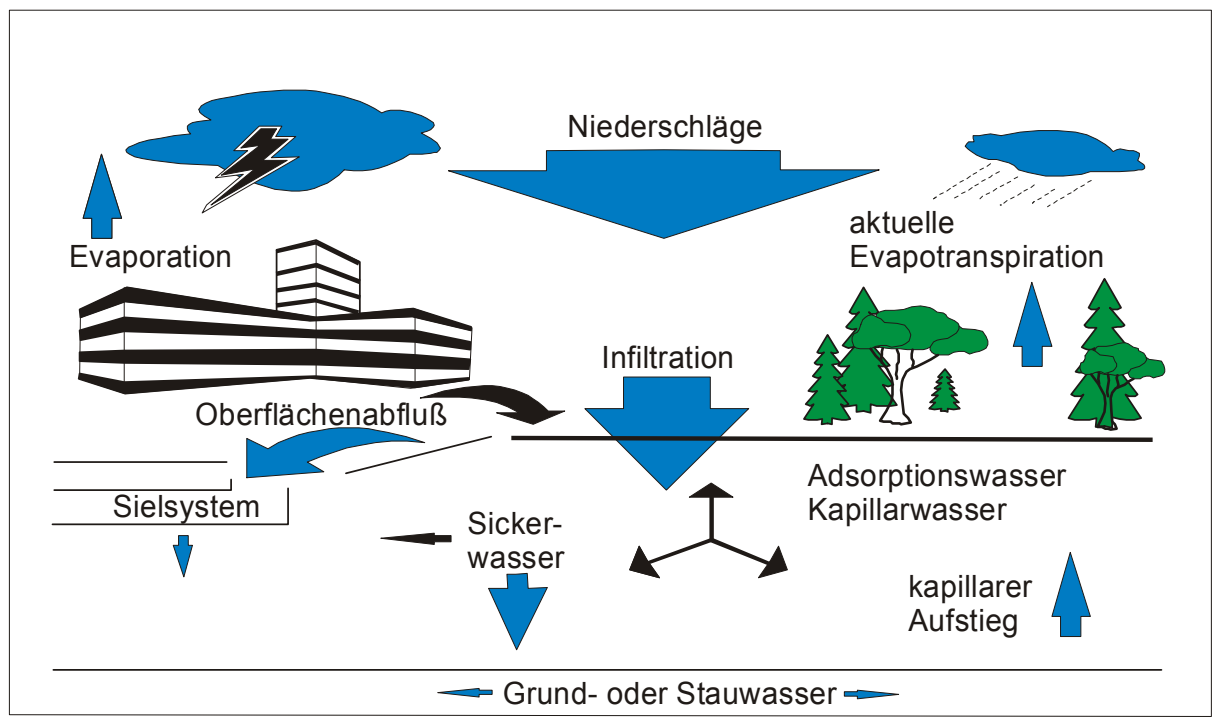 Niederschläge
Evaporation
aktuelle
Evapotranspiration
Infiltration
Oberflächenabfluß
Adsorptionswasser
Kapillarwasser
Sielsystem
Sicker-
wasser
kapillarer
Aufstieg
Grund- oder Stauwasser